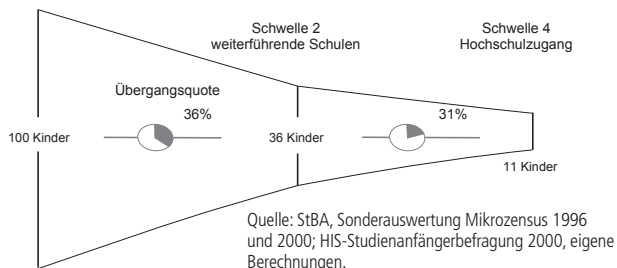 Schwelle 2
weiterführende Schulen
Schwelle 4
Hochschulzugang
Übergangsquote
36%
31%
100 Kinder
36 Kinder
11 Kinder
Quelle: StBA, Sonderauswertung Mikrozensus 1996
und 2000; HIS-Studienanfängerbefragung 2000, eigene
Berechnungen.